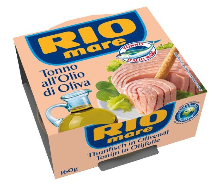 RIO
mare
Tonno
all'Olio
di Oliva
RIO
mare
Thunfisch in Olivenöl
Tonijn in Olijfolie
160g